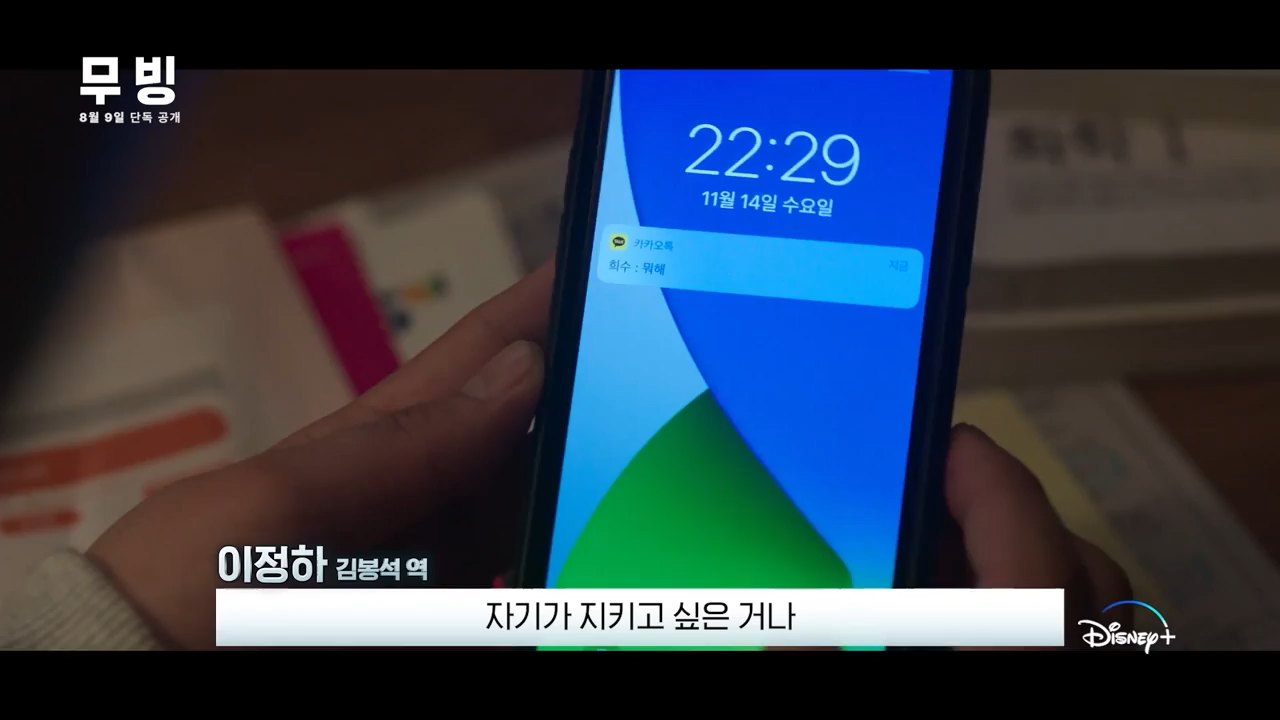 무빙
8월 9일 단독 공개
22:29
11월 14일 수요일
카카오톡
지금
희수 : 뭐해
이정하 김봉석 역
자기가 지키고 싶은 거나
Disney+